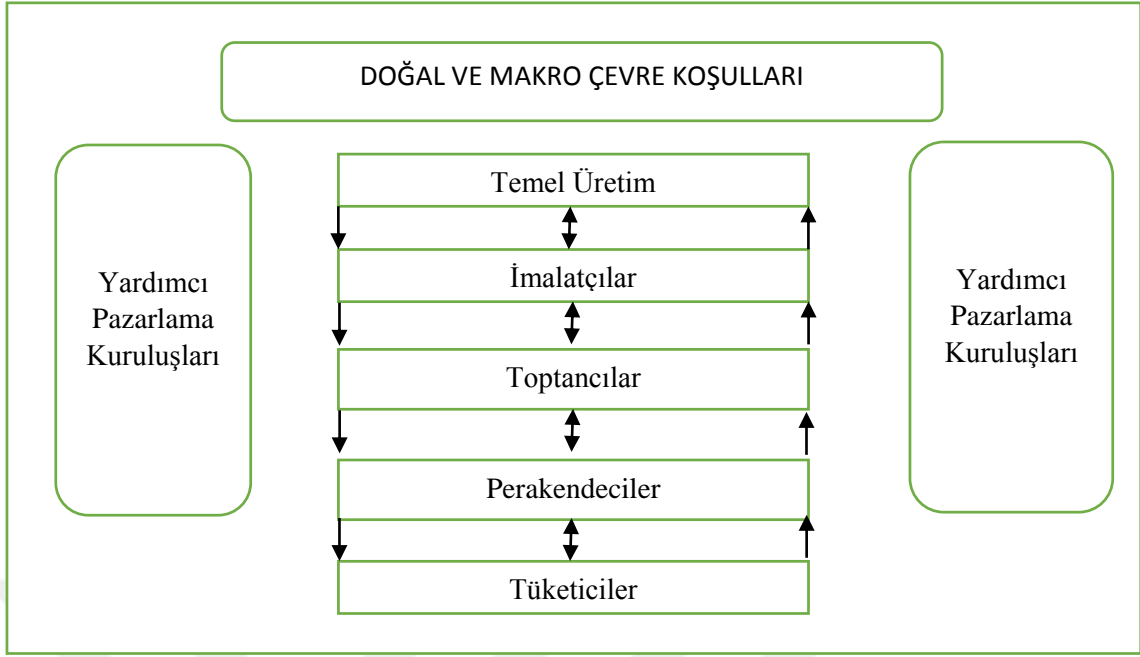 DOĞAL VE MAKRO ÇEVRE KOŞULLARI
Yardımcı
Pazarlama
Kuruluşları
Temel Üretim
İmalatçılar
Toptancılar
Perakendeciler
Tüketiciler
Yardımcı
Pazarlama
Kuruluşları